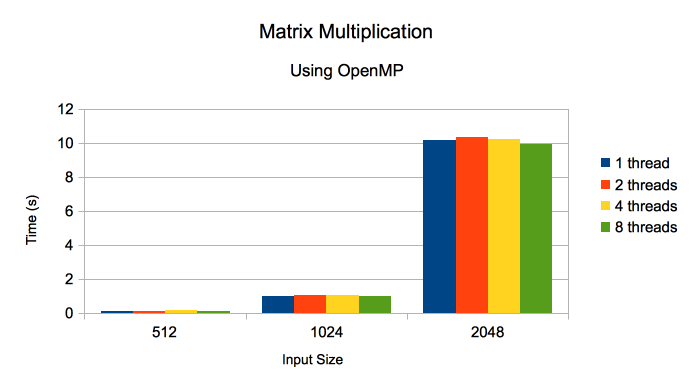 Matrix Multiplication
Using OpenMP
Time (s)
12
10
8
6
4
2
0
512 1024 2048
Input Size
1 thread
2 threads
4 threads
8 threads